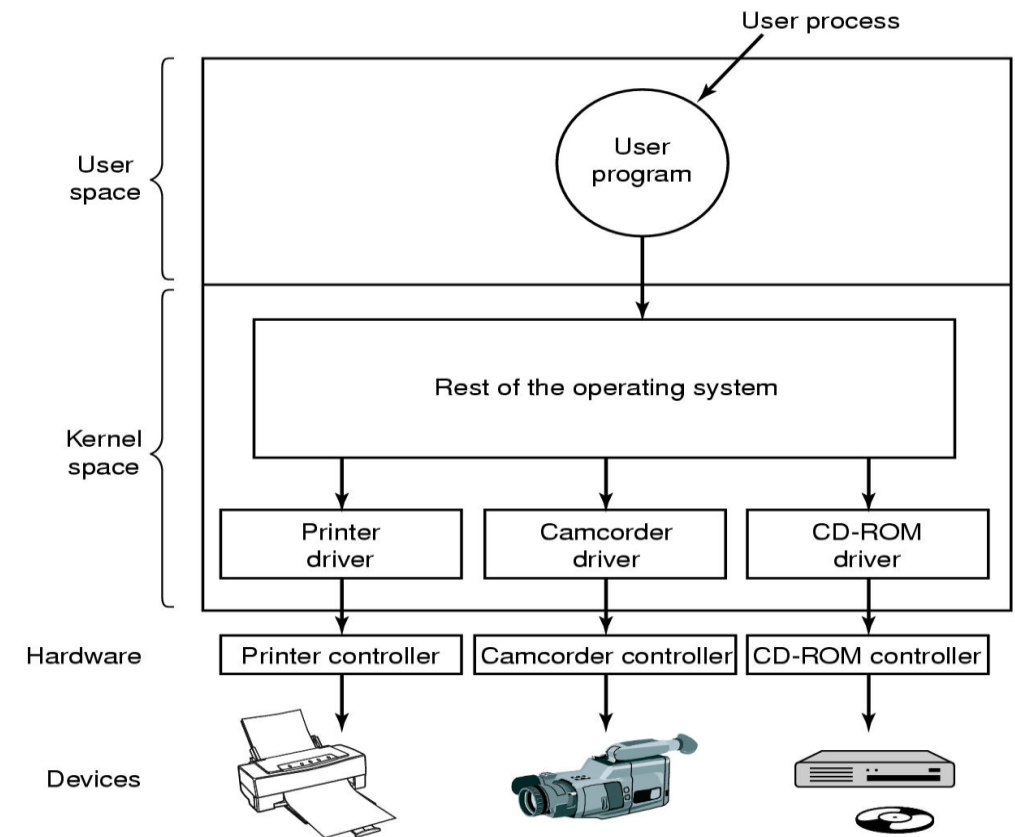 User process
User
program
User
space
Rest of the operating system
Kernel
space
Printer
driver
Camcorder
driver
CD-ROM
driver
Hardware
Printer controller
Camcorder controller
CD-ROM controller
Devices